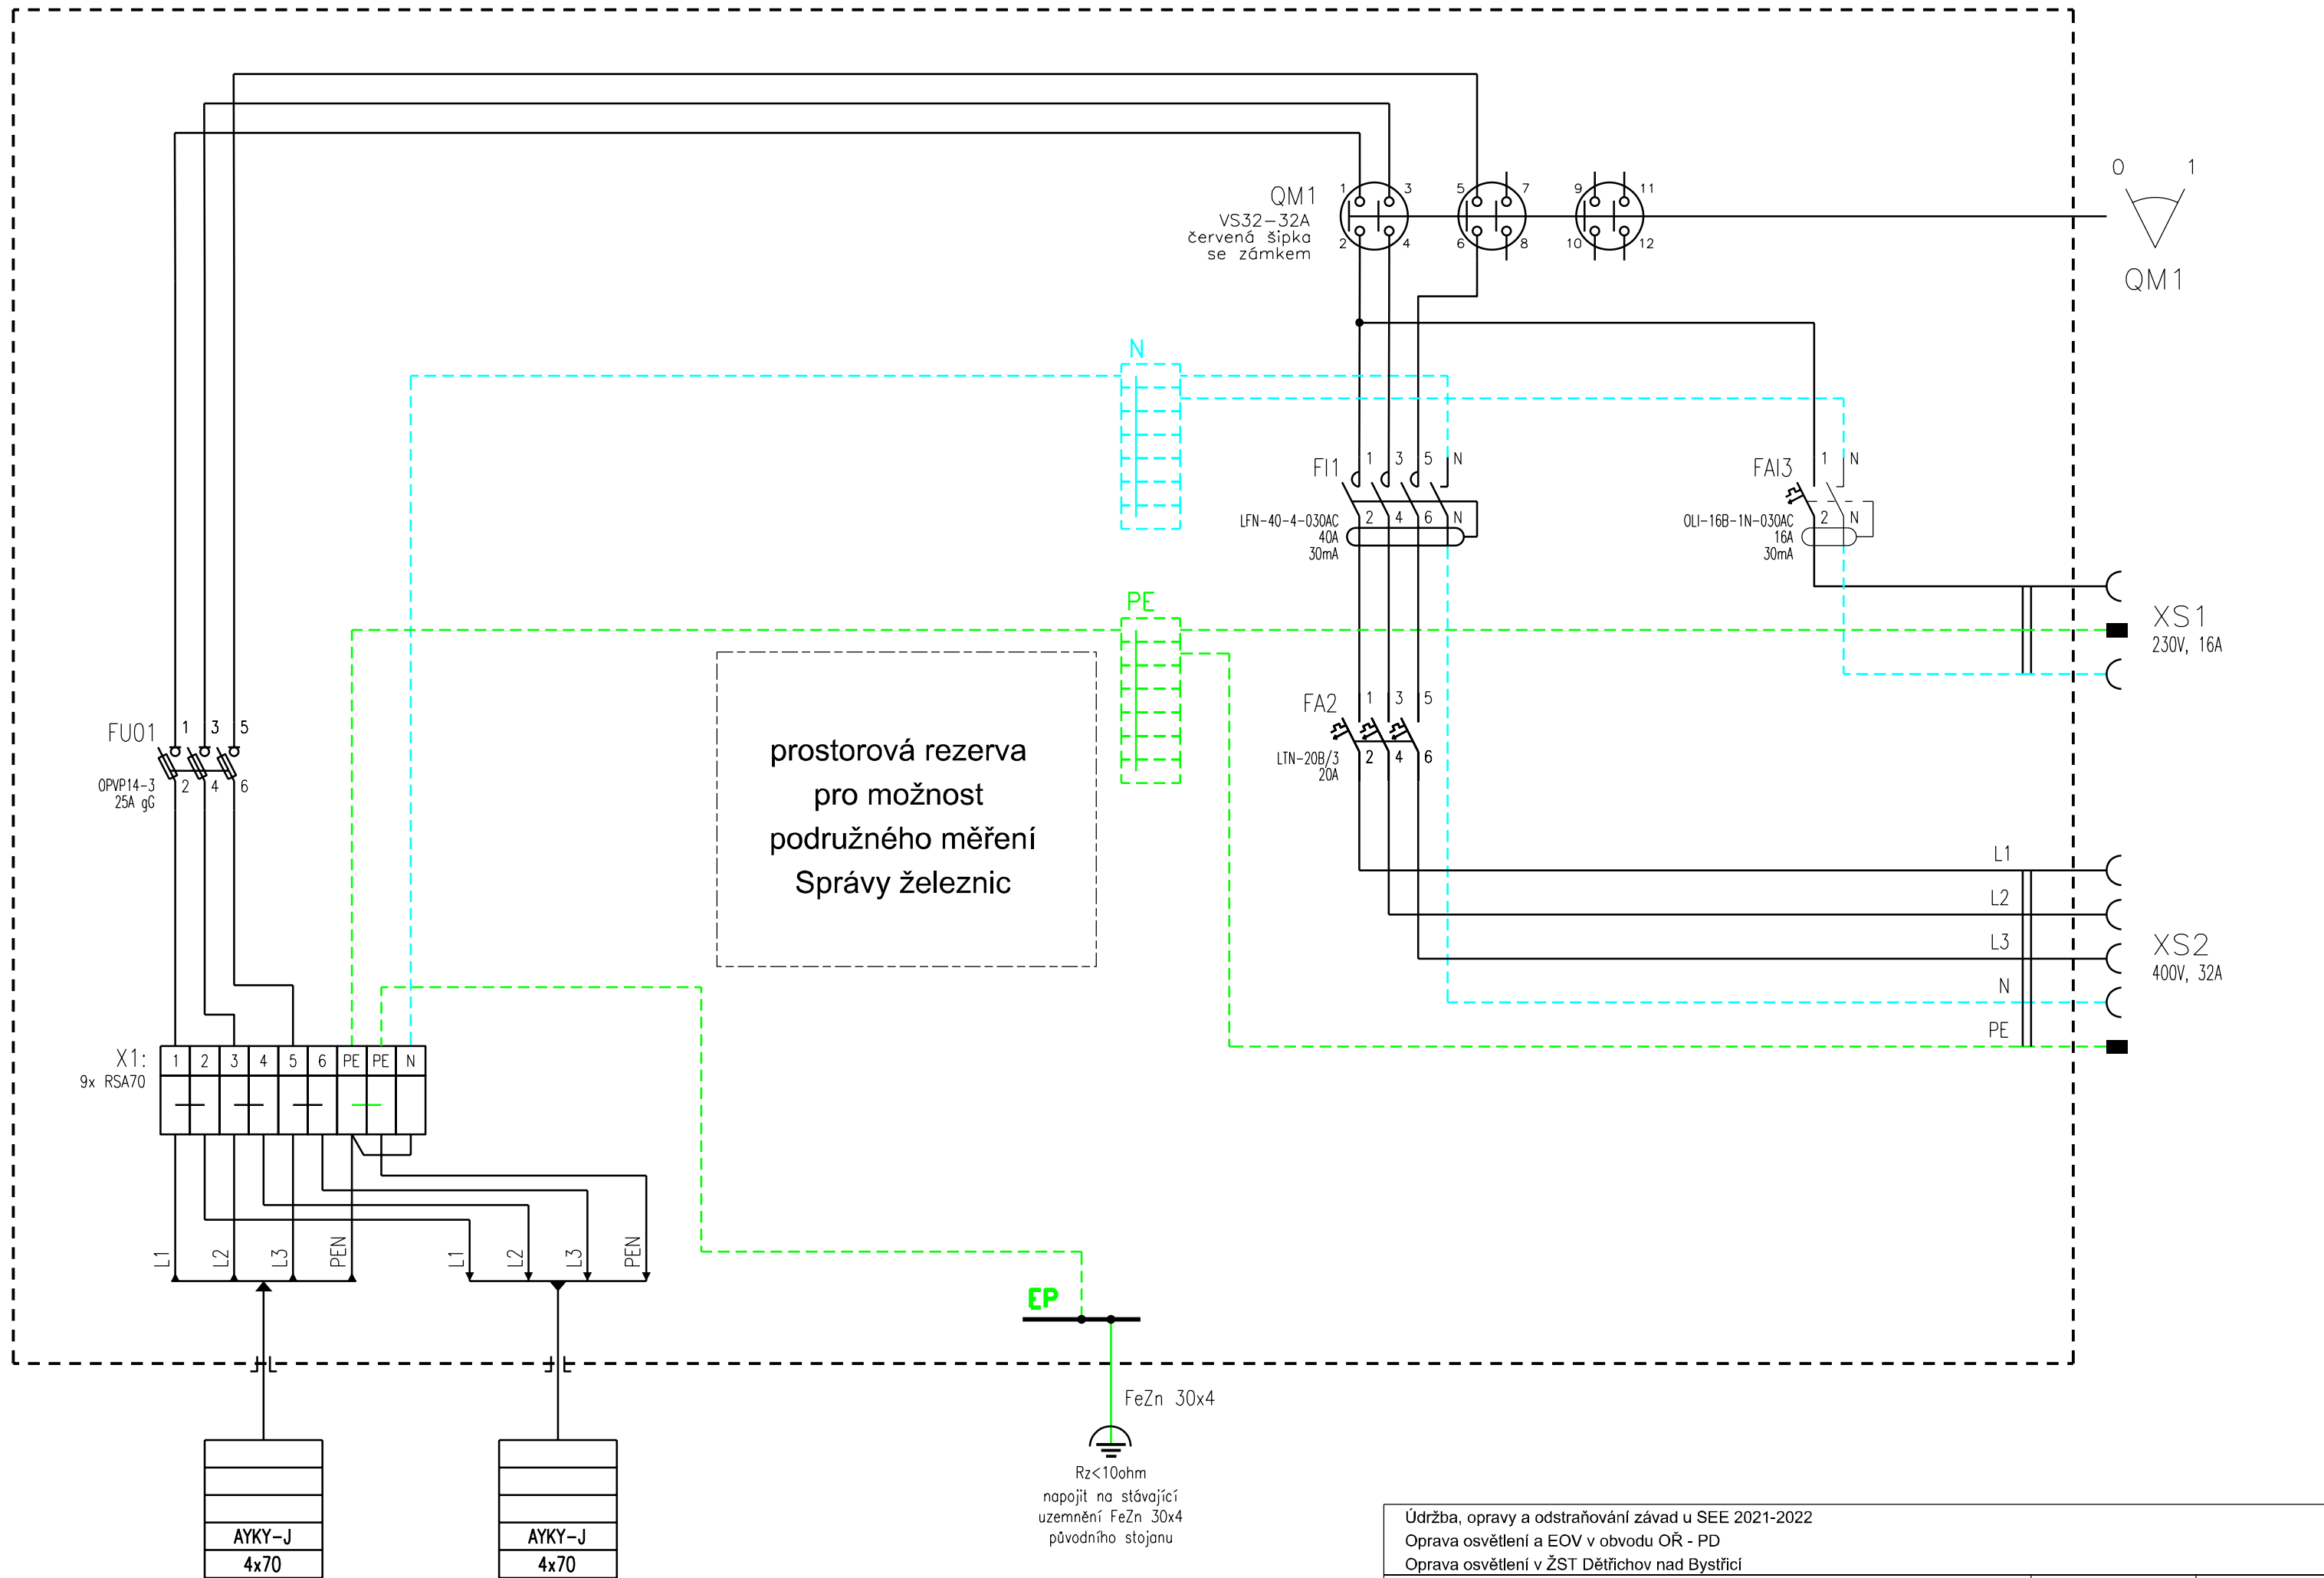 0 1
QM1
QM1
VS32-32A
červená šipka
se zámkem
1 3
2 4
5 7
6 8
9 11
10 12
N
FI1
1 3 5 N
LFN-40-4-030AC
40A
30mA
2 4 6 N
FAI3
1 N
OLI-16B-1N-030AC
16A
30mA
2 N
PE
XS1
230V, 16A
FU01
1 3 5
OPVP14-3
25A gG
2 4 6
prostorová rezerva
pro možnost
podružného měření
Správy železnic
FA2
1 3 5
LTN-20B/3
20A
2 4 6
L1
L2
L3
N
PE
XS2
400V, 32A
X1:
9x RSA70
1 2 3 4 5 6 PE PE N
L1 L2 L3 PEN
L1 L2 L3 PEN
EP
FeZn 30x4
Rz<10ohm
napojit na stávající
uzemnění FeZn 30x4
původního stojanu
AYKY-J
4x70
AYKY-J
4x70
Údržba, opravy a odstraňování závad u SEE 2021-2022
Oprava osvětlení a EOV v obvodu OŘ - PD
Oprava osvětlení v ŽST Dětřichov nad Bystřicí